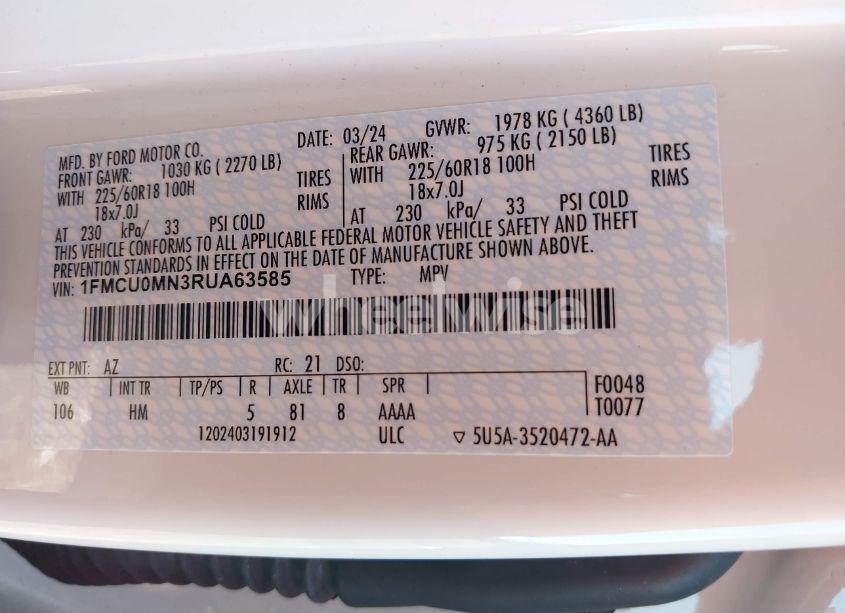 MFD. BY FORD MOTOR CO. DATE: 03/24 GVWR: 1978 KG ( 4360 LB)
FRONT GAWR: 1030 KG ( 2270 LB) REAR GAWR: 975 KG ( 2150 LB)
WITH 225/60R18 100H TIRES WITH 225/60R18 100H TIRES
18x7.0J RIMS 18x7.0J RIMS
AT 230 kPa/ 33 PSI COLD AT 230 kPa/ 33 PSI COLD
THIS VEHICLE CONFORMS TO ALL APPLICABLE FEDERAL MOTOR VEHICLE SAFETY AND THEFT
PREVENTION STANDARDS IN EFFECT ON THE DATE OF MANUFACTURE SHOWN ABOVE.
VIN: 1FMCU0MN3RUA63585 TYPE: MPV
wheelwise
EXT PNT: AZ RC: 21 DSO:
WB INT TR TP/PS R AXLE TR SPR F0048
106 HM 5 81 8 AAAA T0077
1202403191912 ULC ▽ 5U5A-3520472-AA